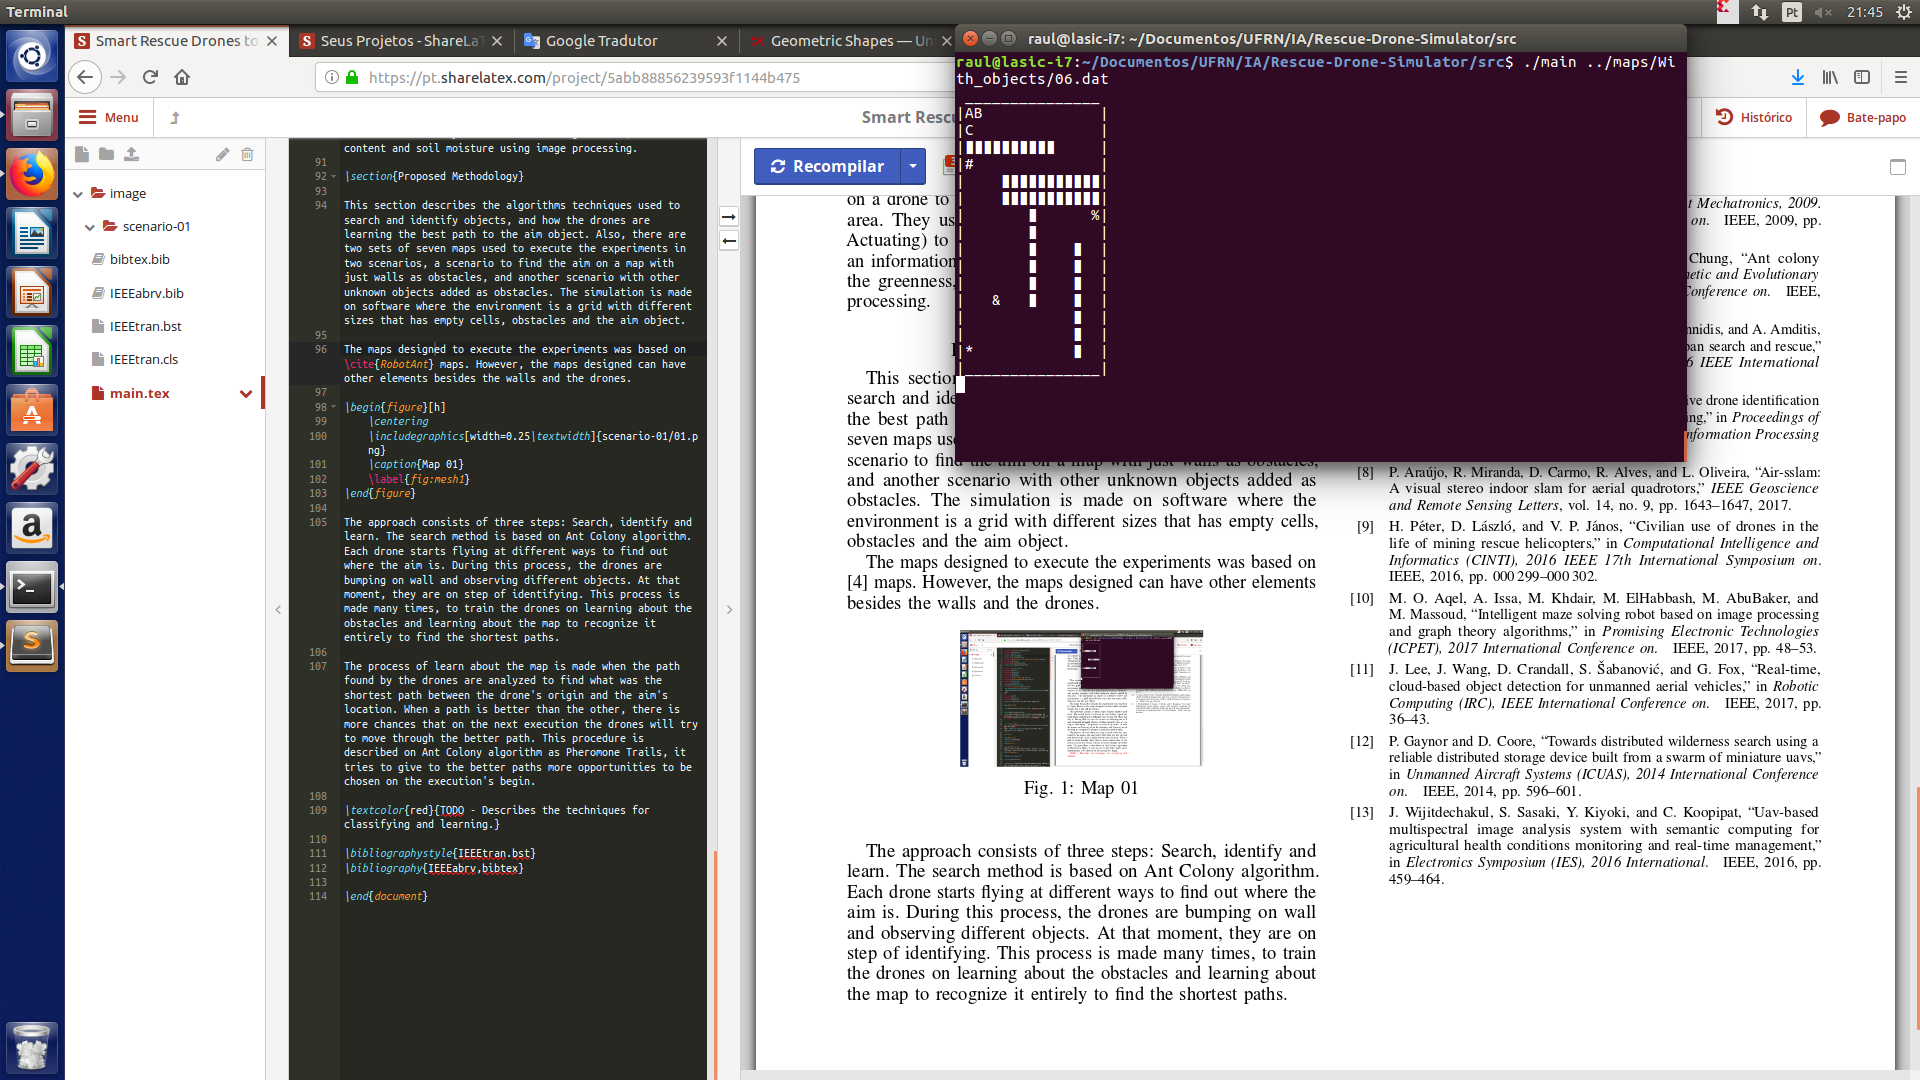 Terminal
Pt
21:45
Smart Rescue Drones to
Seus Projetos - ShareLaT
Google Tradutor
Geometric Shapes — Un
https://pt.sharelatex.com/project/5abb88856239593f1144b475
Menu
Smart Rescu
Histórico
Bate-papo
image
scenario-01
bibtex.bib
IEEEabrv.bib
IEEEtran.bst
IEEEtran.cls
main.tex
content and soil moisture using image processing.
91
92 \section{Proposed Methodology}
93
94 This section describes the algorithms techniques used to
search and identify objects, and how the drones are
learning the best path to the aim object. Also, there are
two sets of seven maps used to execute the experiments in
two scenarios, a scenario to find the aim on a map with
just walls as obstacles, and another scenario with other
unknown objects added as obstacles. The simulation is made
on software where the environment is a grid with different
sizes that has empty cells, obstacles and the aim object.
95
96 The maps designed to execute the experiments was based on
\cite{RobotAnt} maps. However, the maps designed can have
other elements besides the walls and the drones.
97
98 \begin{figure}[h]
99 \centering
100 \includegraphics[width=0.25\textwidth]{scenario-01/01.p
ng}
101 \caption{Map 01}
102 \label{fig:mesh1}
103 \end{figure}
104
105 The approach consists of three steps: Search, identify and
learn. The search method is based on Ant Colony algorithm.
Each drone starts flying at different ways to find out
where the aim is. During this process, the drones are
bumping on wall and observing different objects. At that
moment, they are on step of identifying. This process is
made many times, to train the drones on learning about the
obstacles and learning about the map to recognize it
entirely to find the shortest paths.
106
107 The process of learn about the map is made when the path
found by the drones are analyzed to find what was the
shortest path between the drone's origin and the aim's
location. When a path is better than the other, there is
more chances that on the next execution the drones will try
to move through the better path. This procedure is
described on Ant Colony algorithm as Pheromone Trails, it
tries to give to the better paths more opportunities to be
chosen on the execution's begin.
108
109 \textcolor{red}{TODO - Describes the techniques for
classifying and learning.}
110
111 \bibliographystyle{IEEEtran.bst}
112 \bibliography{IEEEabrv,bibtex}
113
114 \end{document}
Recompilar
on a drone to
area. They us
Actuating) to
an information
the greenness,
processing.
This section
search and ide
the best path
seven maps use
scenario to find the aim on a map with just walls as obstacles,
and another scenario with other unknown objects added as
obstacles. The simulation is made on software where the
environment is a grid with different sizes that has empty cells,
obstacles and the aim object.
The maps designed to execute the experiments was based on
[4] maps. However, the maps designed can have other elements
besides the walls and the drones.
Fig. 1: Map 01
The approach consists of three steps: Search, identify and
learn. The search method is based on Ant Colony algorithm.
Each drone starts flying at different ways to find out where the
aim is. During this process, the drones are bumping on wall
and observing different objects. At that moment, they are on
step of identifying. This process is made many times, to train
the drones on learning about the obstacles and learning about
the map to recognize it entirely to find the shortest paths.
raul@lasic-i7: ~/Documentos/UFRN/IA/Rescue-Drone-Simulator/src
raul@lasic-i7:~/Documentos/UFRN/IA/Rescue-Drone-Simulator/src$ ./main ../maps/Wi
th_objects/06.dat
AB
C
#
%
&
*
t Mechatronics, 2009.
on. IEEE, 2009, pp.
Chung, “Ant colony
netic and Evolutionary
Conference on. IEEE,
nnidis, and A. Amditis,
ban search and rescue,”
6 IEEE International
ive drone identification
ng,” in Proceedings of
nformation Processing
[8] P. Araújo, R. Miranda, D. Carmo, R. Alves, and L. Oliveira, “Air-sslam:
A visual stereo indoor slam for aerial quadrotors,” IEEE Geoscience
and Remote Sensing Letters, vol. 14, no. 9, pp. 1643–1647, 2017.
[9] H. Péter, D. László, and V. P. János, “Civilian use of drones in the
life of mining rescue helicopters,” in Computational Intelligence and
Informatics (CINTI), 2016 IEEE 17th International Symposium on.
IEEE, 2016, pp. 000 299–000 302.
[10] M. O. Aqel, A. Issa, M. Khdair, M. ElHabbash, M. AbuBaker, and
M. Massoud, “Intelligent maze solving robot based on image processing
and graph theory algorithms,” in Promising Electronic Technologies
(ICPET), 2017 International Conference on. IEEE, 2017, pp. 48–53.
[11] J. Lee, J. Wang, D. Crandall, S. Šabanović, and G. Fox, “Real-time,
cloud-based object detection for unmanned aerial vehicles,” in Robotic
Computing (IRC), IEEE International Conference on. IEEE, 2017, pp.
36–43.
[12] P. Gaynor and D. Coore, “Towards distributed wilderness search using a
reliable distributed storage device built from a swarm of miniature uavs,”
in Unmanned Aircraft Systems (ICUAS), 2014 International Conference
on. IEEE, 2014, pp. 596–601.
[13] J. Wijitdechakul, S. Sasaki, Y. Kiyoki, and C. Koopipat, “Uav-based
multispectral image analysis system with semantic computing for
agricultural health conditions monitoring and real-time management,”
in Electronics Symposium (IES), 2016 International. IEEE, 2016, pp.
459–464.